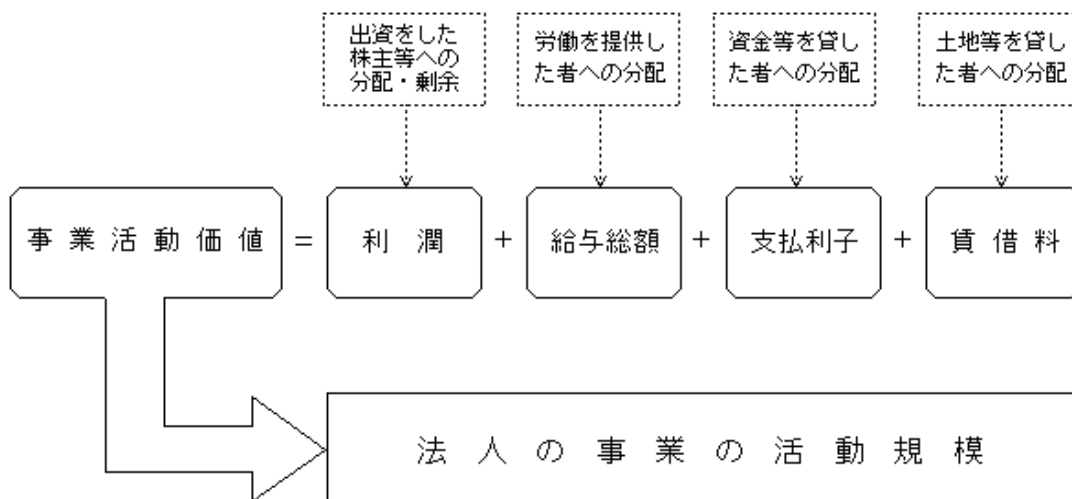 出資をした
株主等への
分配・剰余
労働を提供し
た者への分配
資金等を貸し
た者への分配
土地等を貸し
た者への分配
事業活動価値 = 利潤 + 給与総額 + 支払利子 + 賃借料
法人の事業の活動規模